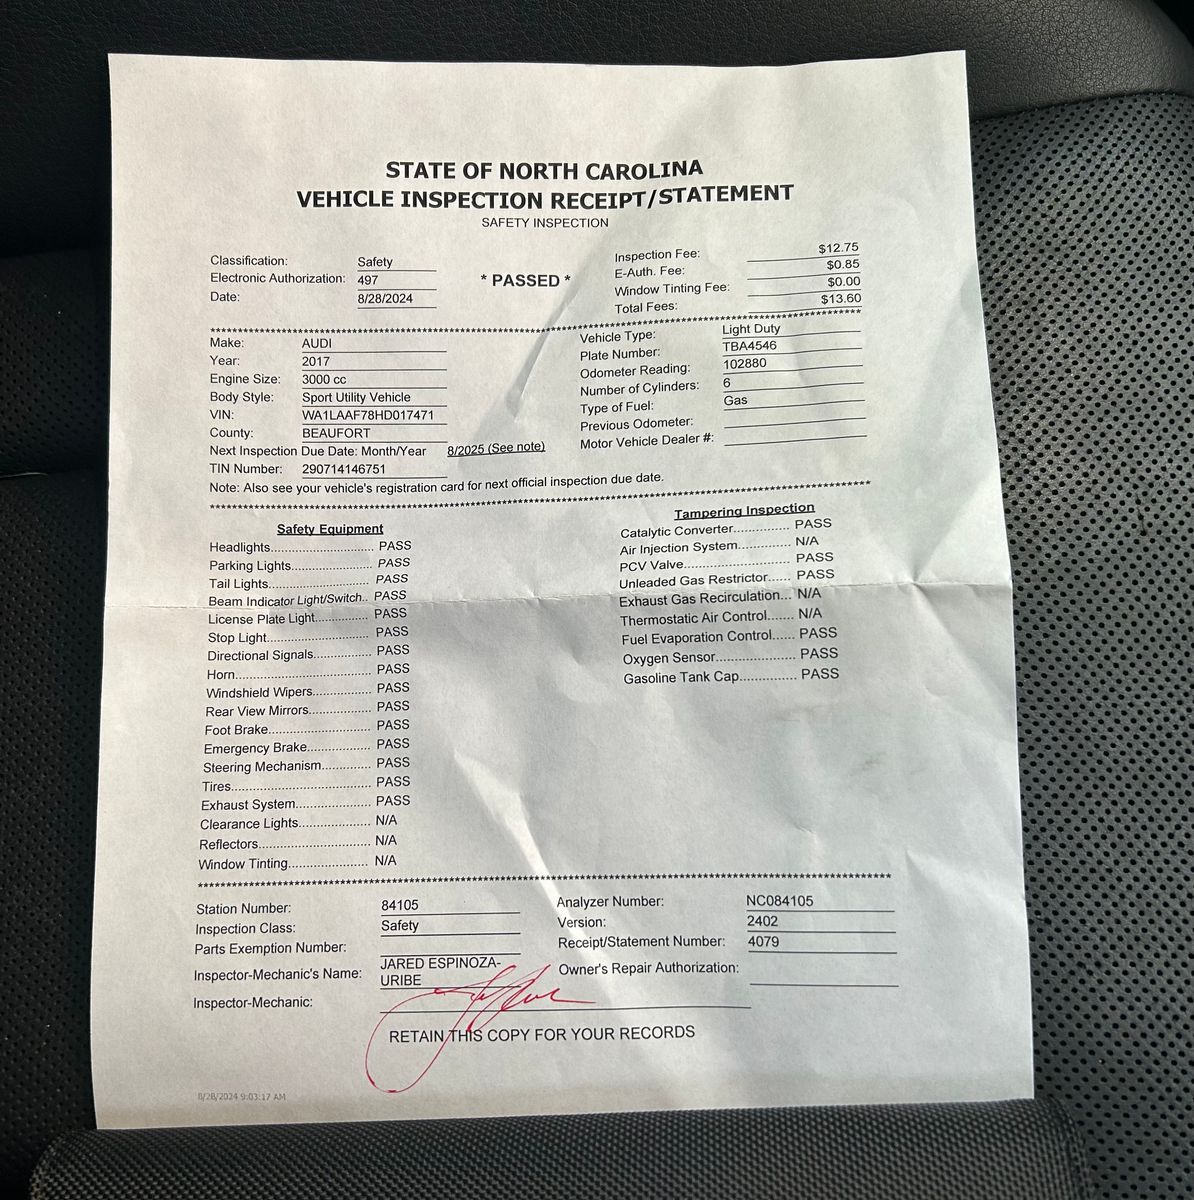 STATE OF NORTH CAROLINA
VEHICLE INSPECTION RECEIPT/STATEMENT
SAFETY INSPECTION
Classification: Safety
Electronic Authorization: 497
Date: 8/28/2024
* PASSED *
Inspection Fee: $12.75
E-Auth. Fee: $0.85
Window Tinting Fee: $0.00
Total Fees: $13.60
Make: AUDI
Year: 2017
Engine Size: 3000 cc
Body Style: Sport Utility Vehicle
VIN: WA1LAAF78HD017471
County: BEAUFORT
Next Inspection Due Date: Month/Year 8/2025 (See note)
TIN Number: 290714146751
Note: Also see your vehicle's registration card for next official inspection due date.
Vehicle Type: Light Duty
Plate Number: TBA4546
Odometer Reading: 102880
Number of Cylinders: 6
Type of Fuel: Gas
Previous Odometer:
Motor Vehicle Dealer #:
Safety Equipment
Headlights............................ PASS
Parking Lights...................... PASS
Tail Lights............................. PASS
Beam Indicator Light/Switch.. PASS
License Plate Light.............. PASS
Stop Light............................ PASS
Directional Signals................ PASS
Horn..................................... PASS
Windshield Wipers................ PASS
Rear View Mirrors................. PASS
Foot Brake............................ PASS
Emergency Brake................. PASS
Steering Mechanism............. PASS
Tires...................................... PASS
Exhaust System.................... PASS
Clearance Lights................... N/A
Reflectors.............................. N/A
Window Tinting...................... N/A
Tampering Inspection
Catalytic Converter............... PASS
Air Injection System.............. N/A
PCV Valve............................. PASS
Unleaded Gas Restrictor...... PASS
Exhaust Gas Recirculation... N/A
Thermostatic Air Control....... N/A
Fuel Evaporation Control...... PASS
Oxygen Sensor...................... PASS
Gasoline Tank Cap................ PASS
Station Number: 84105
Inspection Class: Safety
Parts Exemption Number:
Inspector-Mechanic's Name: JARED ESPINOZA-
URIBE
Inspector-Mechanic:
Analyzer Number: NC084105
Version: 2402
Receipt/Statement Number: 4079
Owner's Repair Authorization:
RETAIN THIS COPY FOR YOUR RECORDS
8/28/2024 9:03:17 AM